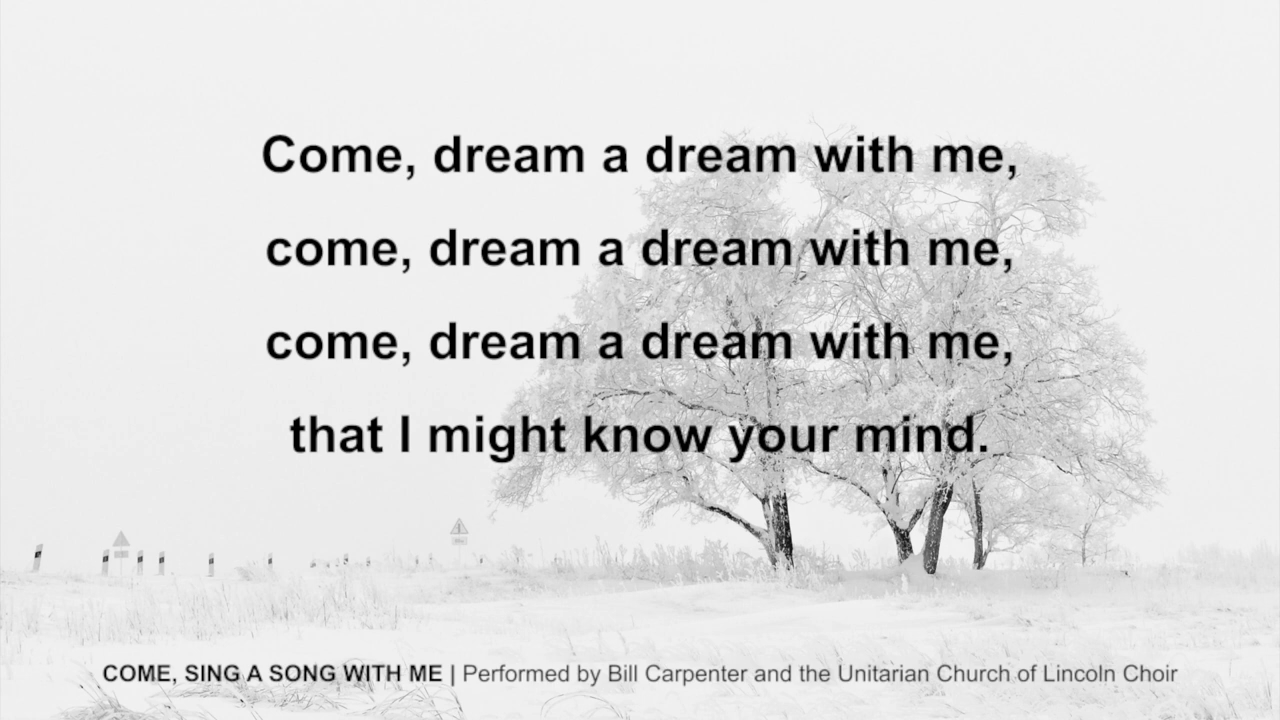 Come, dream a dream with me,
come, dream a dream with me,
come, dream a dream with me,
that I might know your mind.
COME, SING A SONG WITH ME | Performed by Bill Carpenter and the Unitarian Church of Lincoln Choir